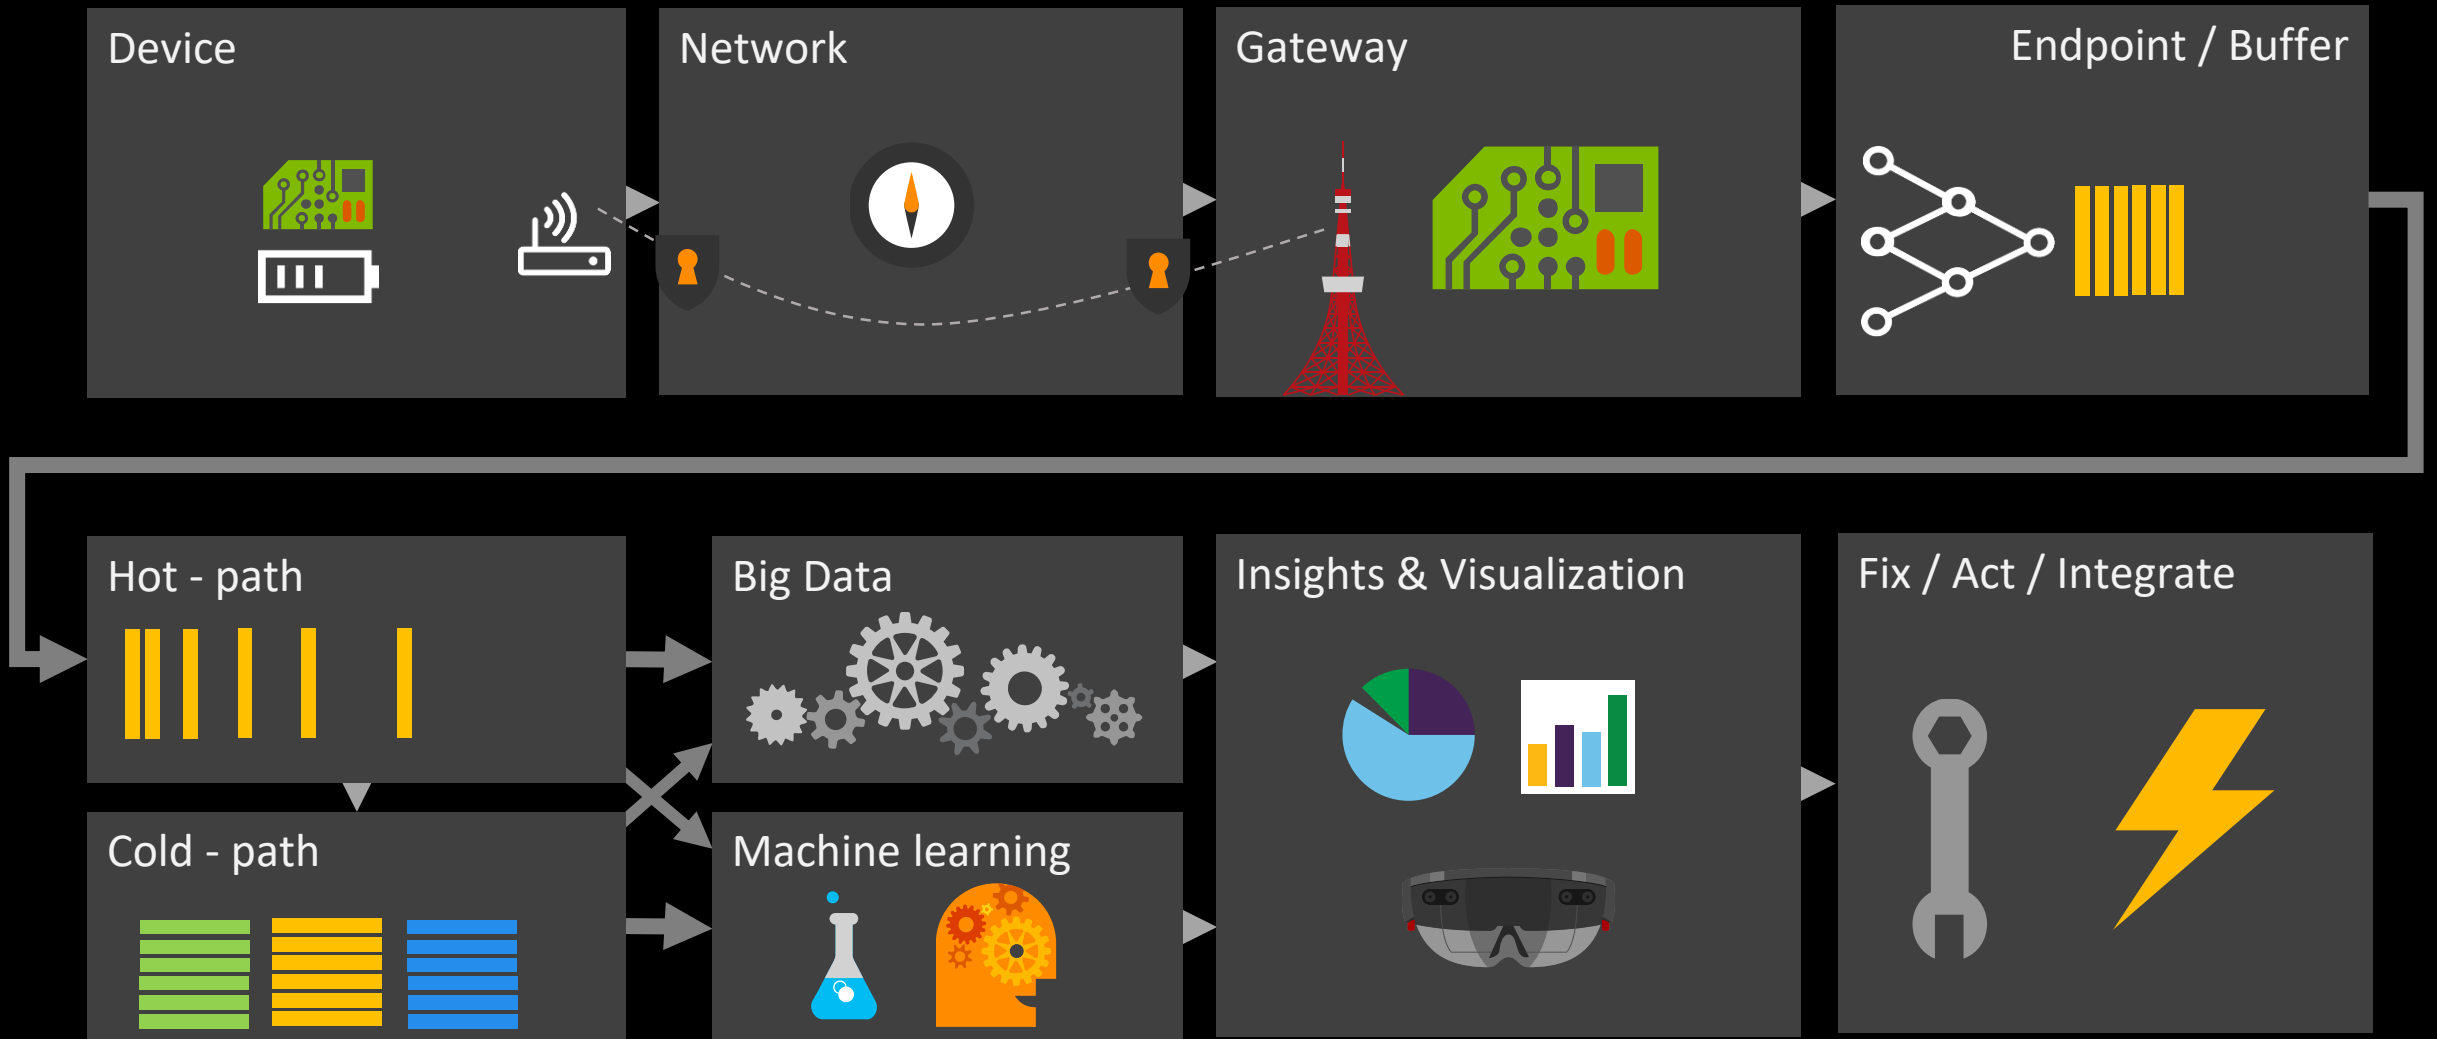 Device
Network
Gateway
Endpoint / Buffer
Hot - path
Big Data
Insights & Visualization
Fix / Act / Integrate
Cold - path
Machine learning